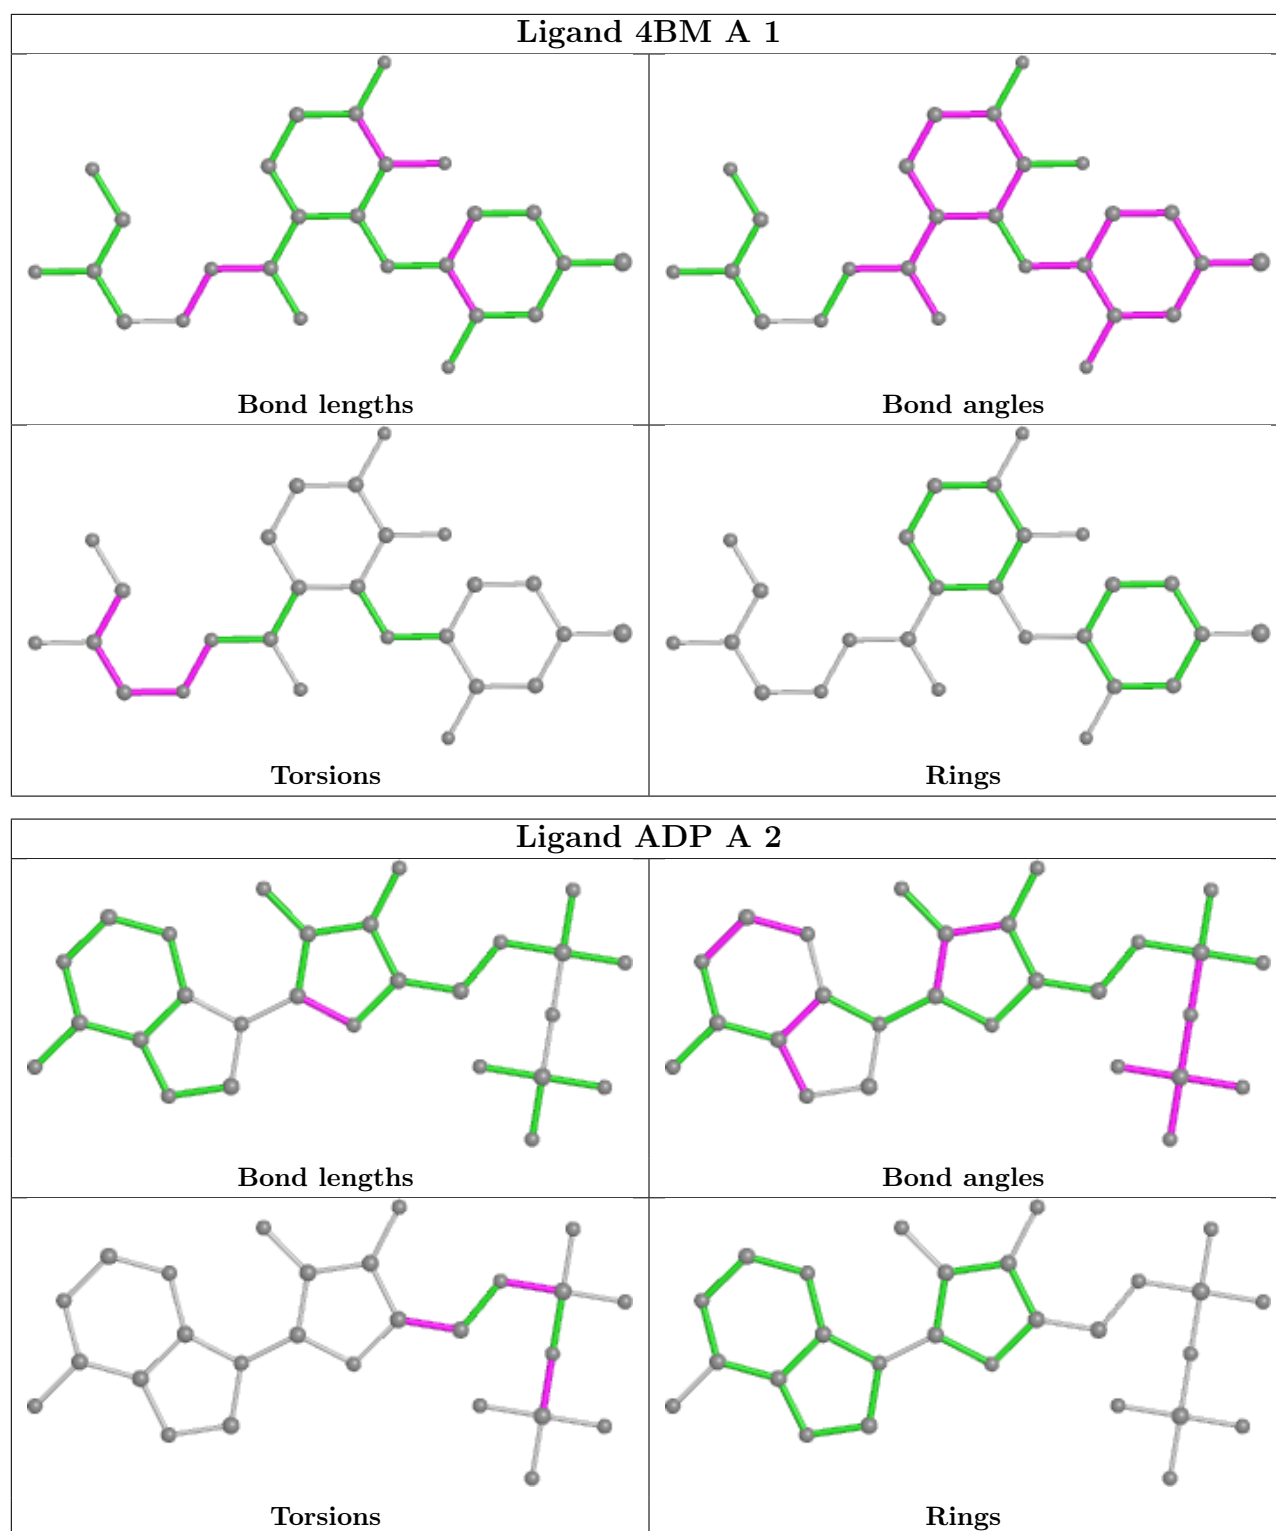 Ligand 4BM A 1
Bond lengths
Bond angles
Torsions
Rings
Ligand ADP A 2
Bond lengths
Bond angles
Torsions
Rings